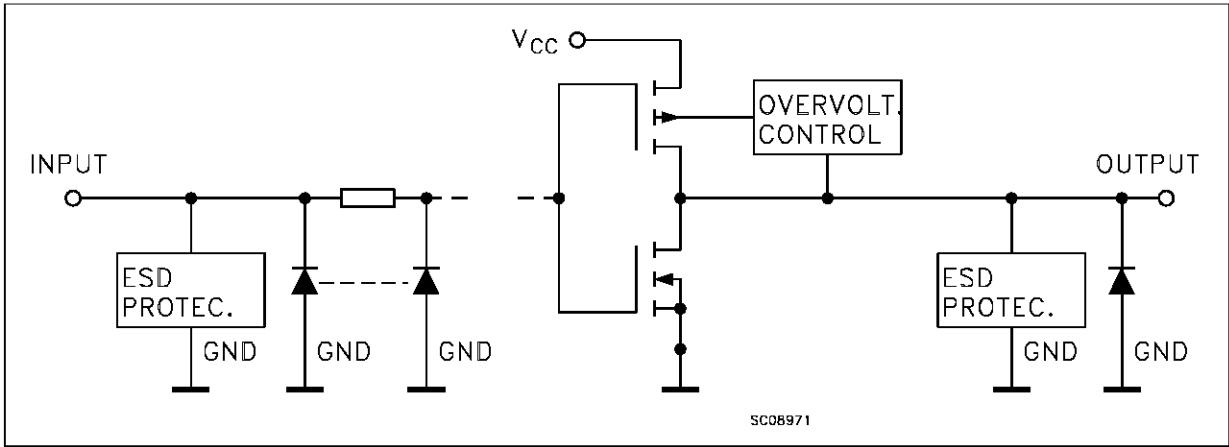 VCC
OVERVOLT.
CONTROL
INPUT
OUTPUT
ESD
PROTEC.
ESD
PROTEC.
GND
GND
GND
GND
GND
SC08971